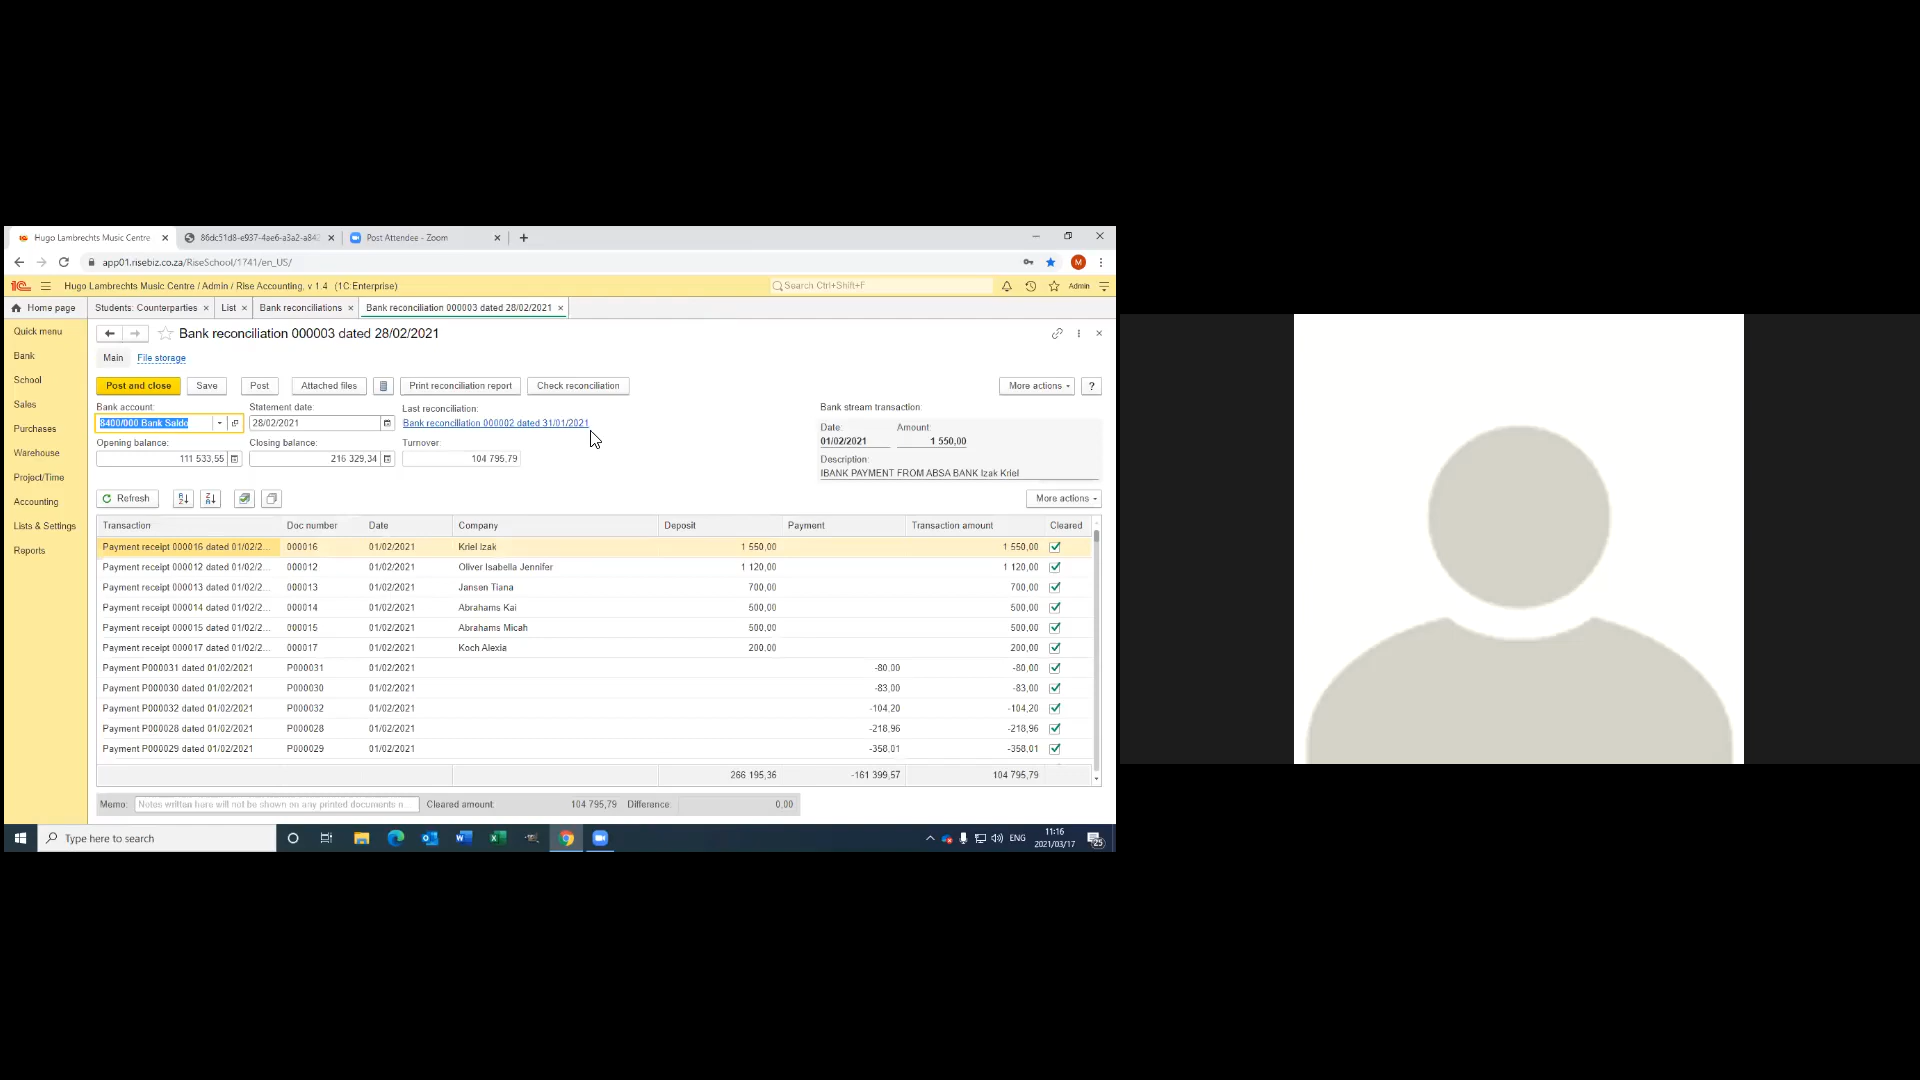 Hugo Lambrechts Music Centre
86dc51d8-e937-4ae6-a3a2-a842
Post Attendee - Zoom
app01.risebiz.co.za/RiseSchool/1741/en_US/
M
Hugo Lambrechts Music Centre / Admin / Rise Accounting, v 1.4 (1C:Enterprise)
Search Ctrl+Shift+F
Admin
Home page
Students: Counterparties ×
List ×
Bank reconciliations ×
Bank reconciliation 000003 dated 28/02/2021 ×
Quick menu
Bank
School
Sales
Purchases
Warehouse
Project/Time
Accounting
Lists & Settings
Reports
Bank reconciliation 000003 dated 28/02/2021
Main File storage
Post and close Save Post Attached files Print reconciliation report Check reconciliation More actions ?
Bank account: Statement date: Last reconciliation: Bank stream transaction:
8400/000 Bank Saldo 28/02/2021 Bank reconciliation 000002 dated 31/01/2021
Date: Amount:
01/02/2021 1 550,00
Opening balance: Closing balance: Turnover:
111 533,55 216 329,34 104 795,79
Description:
IBANK PAYMENT FROM ABSA BANK Izak Kriel
Refresh More actions
Transaction Doc number Date Company Deposit Payment Transaction amount Cleared
Payment receipt 000016 dated 01/02/2... 000016 01/02/2021 Kriel Izak 1 550,00 1 550,00
Payment receipt 000012 dated 01/02/2... 000012 01/02/2021 Oliver Isabella Jennifer 1 120,00 1 120,00
Payment receipt 000013 dated 01/02/2... 000013 01/02/2021 Jansen Tiana 700,00 700,00
Payment receipt 000014 dated 01/02/2... 000014 01/02/2021 Abrahams Kai 500,00 500,00
Payment receipt 000015 dated 01/02/2... 000015 01/02/2021 Abrahams Micah 500,00 500,00
Payment receipt 000017 dated 01/02/2... 000017 01/02/2021 Koch Alexia 200,00 200,00
Payment P000031 dated 01/02/2021 P000031 01/02/2021 -80,00 -80,00
Payment P000030 dated 01/02/2021 P000030 01/02/2021 -83,00 -83,00
Payment P000032 dated 01/02/2021 P000032 01/02/2021 -104,20 -104,20
Payment P000028 dated 01/02/2021 P000028 01/02/2021 -218,96 -218,96
Payment P000029 dated 01/02/2021 P000029 01/02/2021 -358,01 -358,01
266 195,36 -161 399,57 104 795,79
Memo: Notes written here will not be shown on any printed documents n... Cleared amount: 104 795,79 Difference: 0,00
Type here to search
ENG
11:16
2021/03/17
25